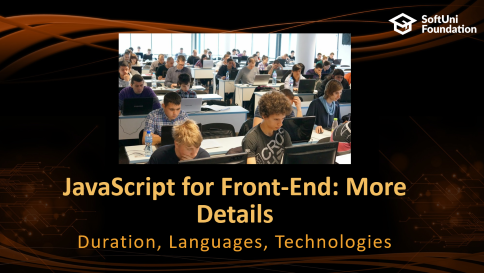 SoftUni
Foundation
JavaScript for Front-End: More
Details
Duration, Languages, Technologies